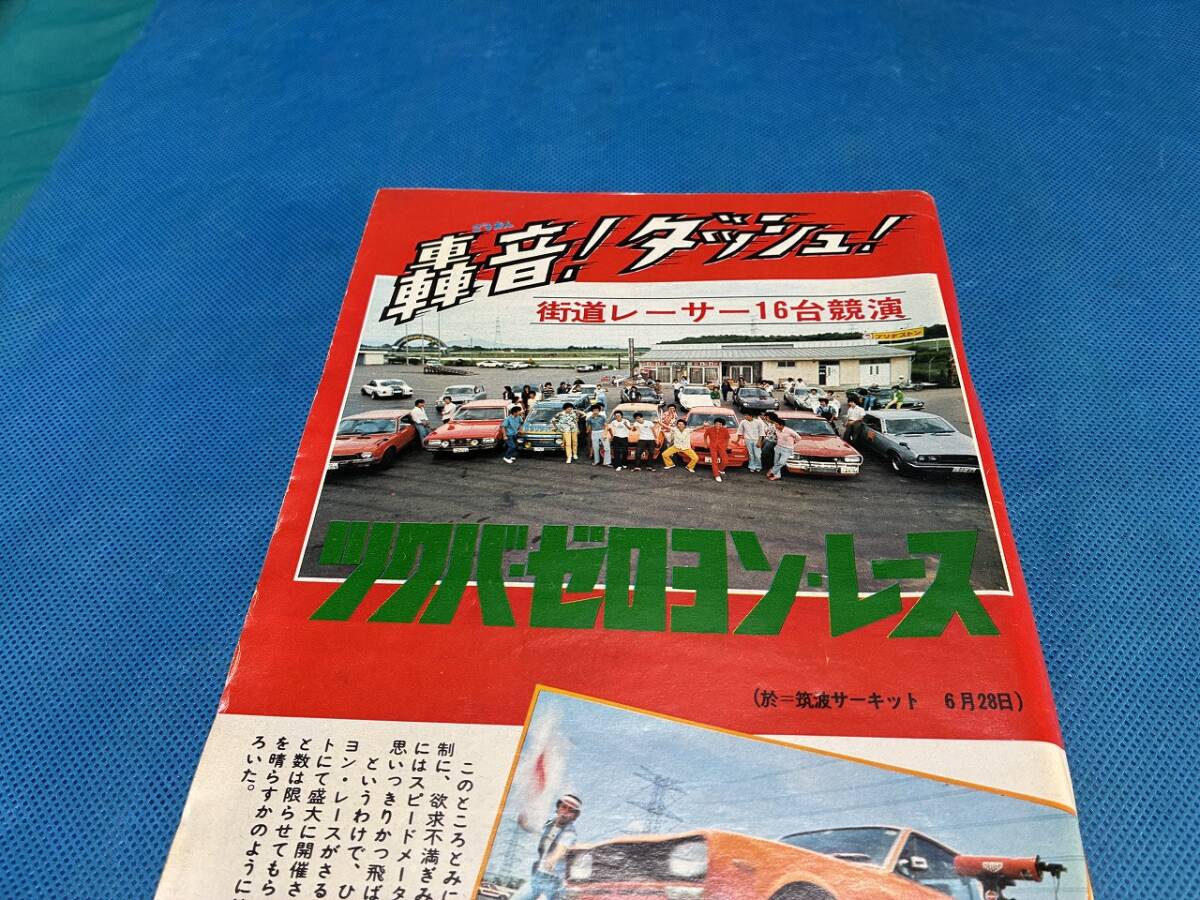 ごうおん
轟音!ダッシュ!
街道レーサー16台競演
ブリヂストン
ツクバ・ゼロヨン・レース
(於=筑波サーキット 6月28日)
このところとみに
制に、欲求不満ぎみ
にはスピードメータ
思いっきりかっ飛ば
というわけで、ひ
ヨン・レースがさる
トにて盛大に開催さ
と数は限らせてもら
を晴らすかのように
ろいた。